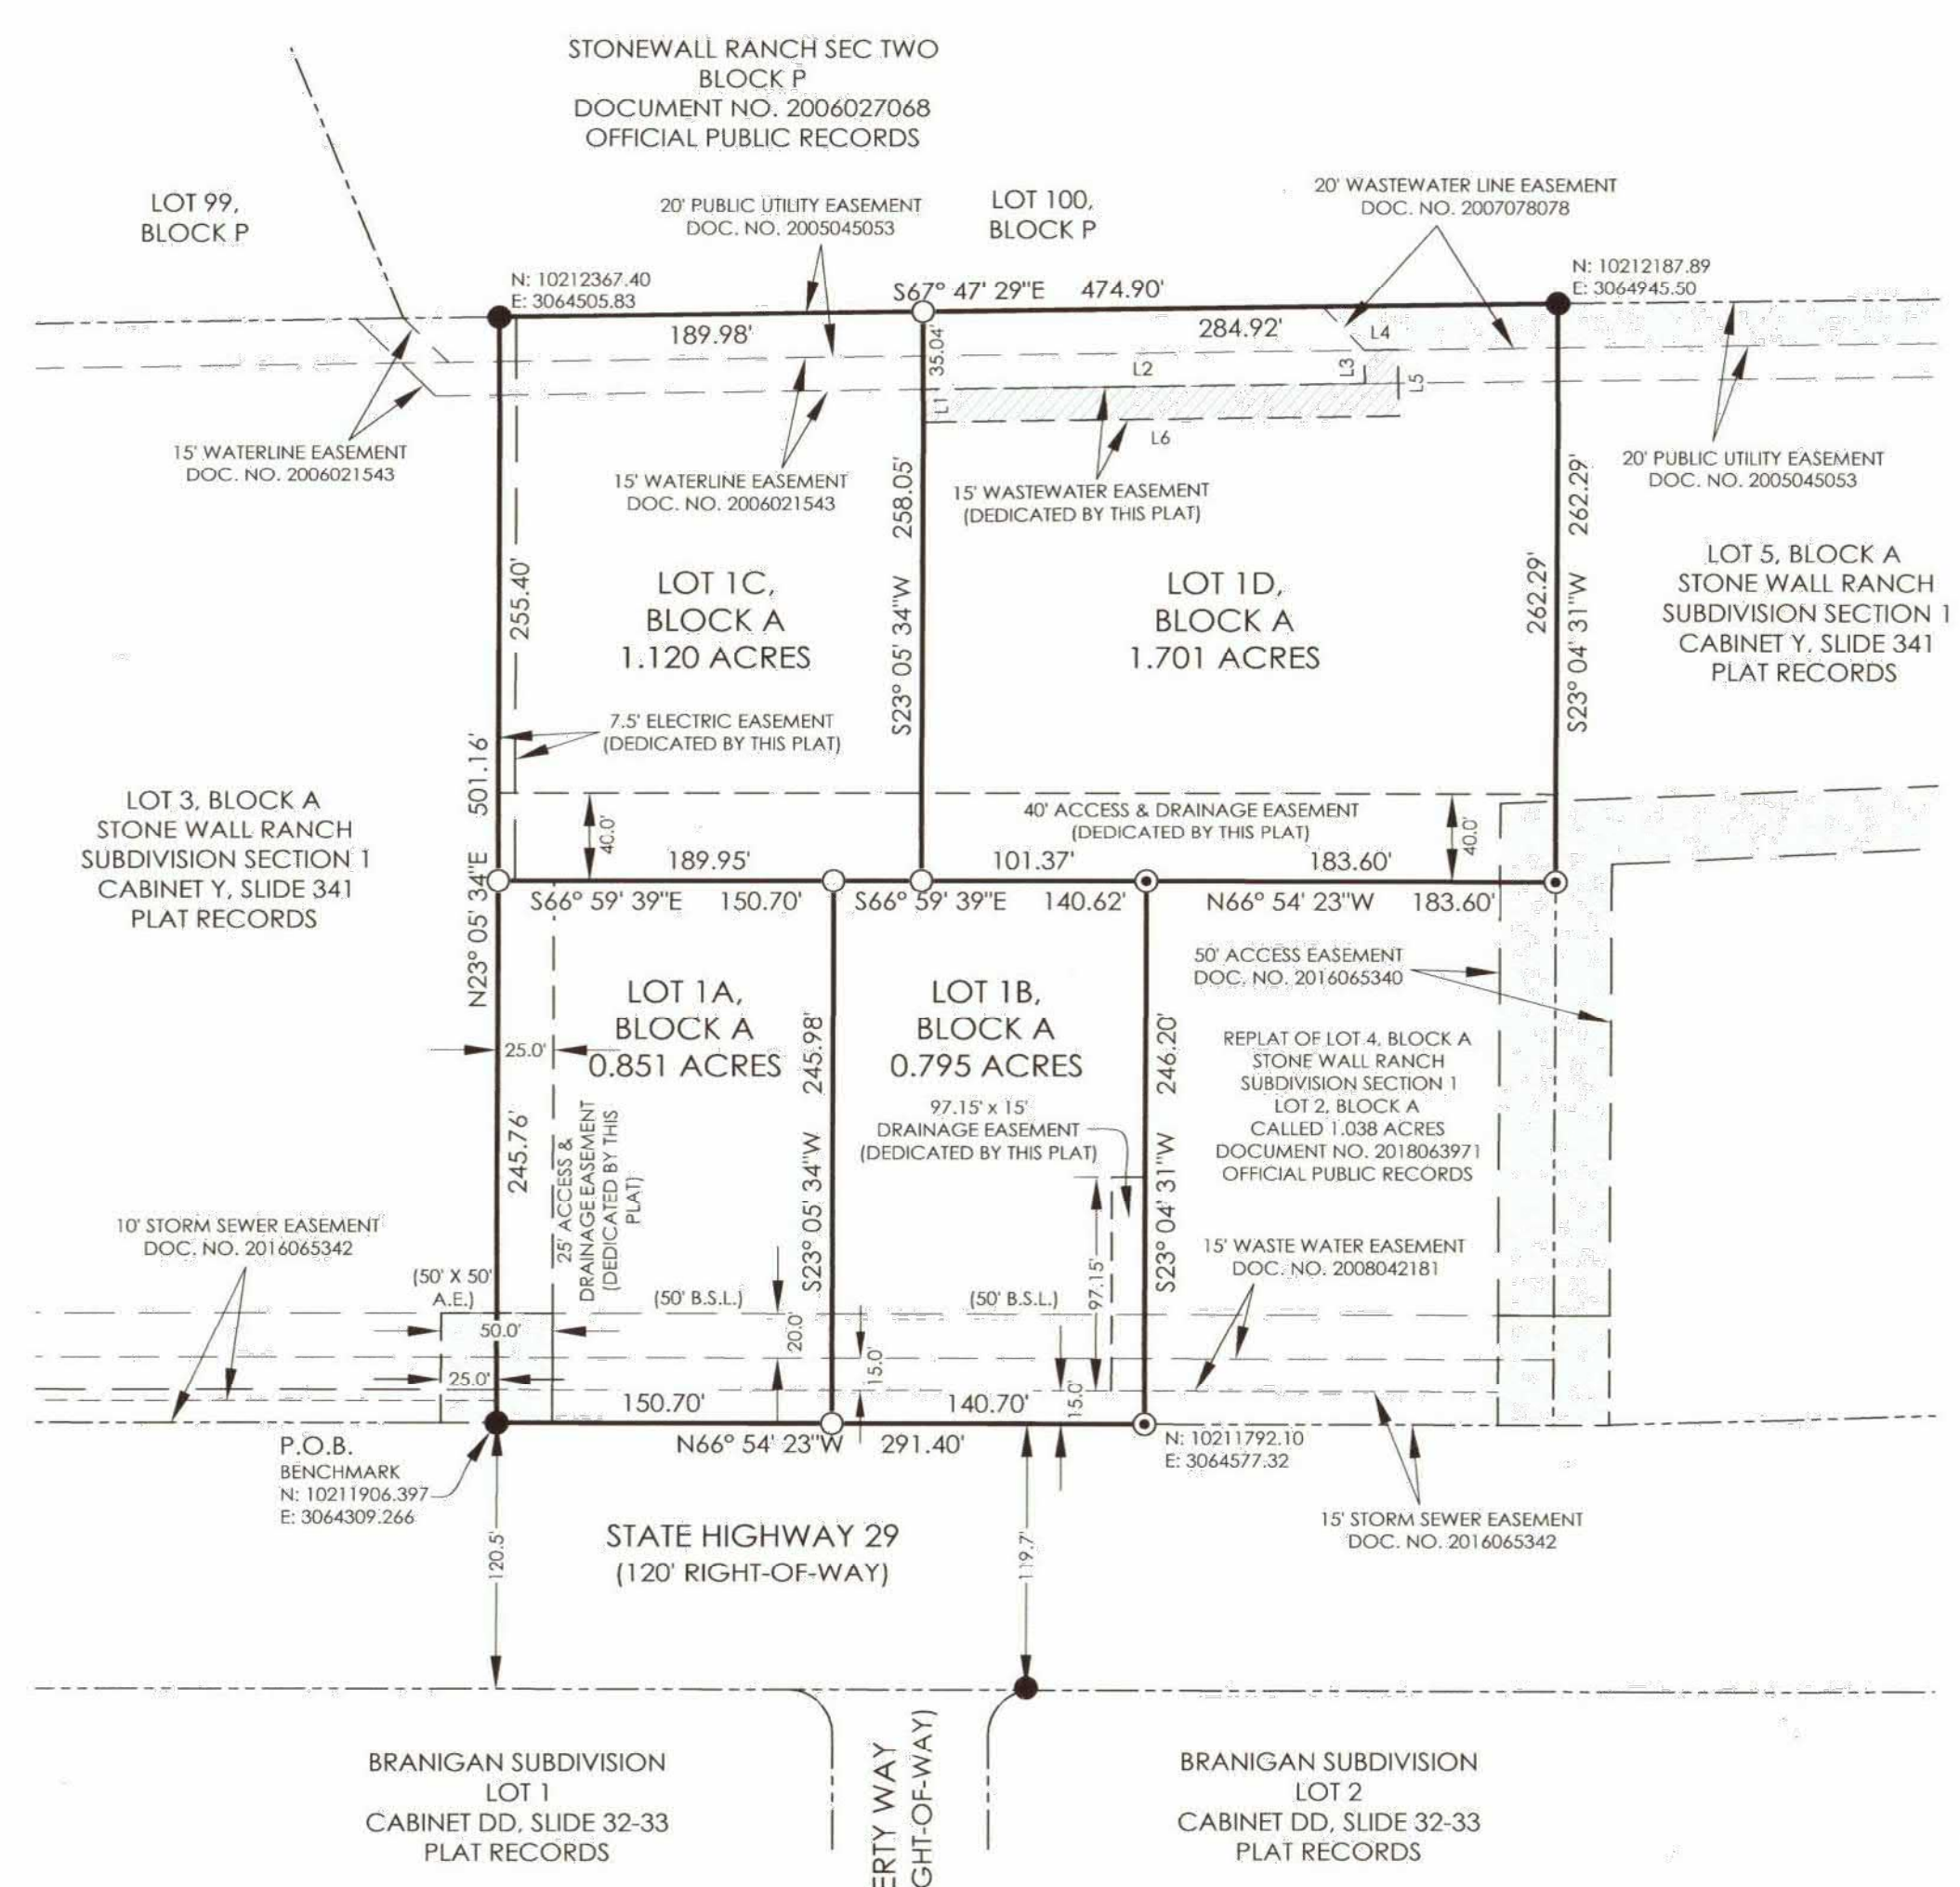 STONEWALL RANCH SEC TWO
BLOCK P
DOCUMENT NO. 2006027068
OFFICIAL PUBLIC RECORDS
LOT 99,
BLOCK P
20' PUBLIC UTILITY EASEMENT
DOC. NO. 2005045053
LOT 100,
BLOCK P
20' WASTEWATER LINE EASEMENT
DOC. NO. 2007078078
N: 10212367.40
E: 3064505.83
S67° 47' 29"E 474.90'
N: 10212187.89
E: 3064945.50
189.98'
35.04'
284.92'
L4
L2
L3
L5
L1
L6
15' WATERLINE EASEMENT
DOC. NO. 2006021543
15' WATERLINE EASEMENT
DOC. NO. 2006021543
15' WASTEWATER EASEMENT
(DEDICATED BY THIS PLAT)
20' PUBLIC UTILITY EASEMENT
DOC. NO. 2005045053
255.40'
S23° 05' 34"W 258.05'
262.29'
S23° 04' 31"W 262.29'
LOT 1C,
BLOCK A
1.120 ACRES
LOT 1D,
BLOCK A
1.701 ACRES
LOT 5, BLOCK A
STONE WALL RANCH
SUBDIVISION SECTION 1
CABINET Y, SLIDE 341
PLAT RECORDS
7.5' ELECTRIC EASEMENT
(DEDICATED BY THIS PLAT)
N23° 05' 34"E 501.16'
LOT 3, BLOCK A
STONE WALL RANCH
SUBDIVISION SECTION 1
CABINET Y, SLIDE 341
PLAT RECORDS
40.0'
40' ACCESS & DRAINAGE EASEMENT
(DEDICATED BY THIS PLAT)
40.0'
189.95'
101.37'
183.60'
S66° 59' 39"E 150.70'
S66° 59' 39"E 140.62'
N66° 54' 23"W 183.60'
50' ACCESS EASEMENT
DOC. NO. 2016065340
LOT 1A,
BLOCK A
0.851 ACRES
25.0'
LOT 1B,
BLOCK A
0.795 ACRES
REPLAT OF LOT 4, BLOCK A
STONE WALL RANCH
SUBDIVISION SECTION 1
LOT 2, BLOCK A
CALLED 1.038 ACRES
DOCUMENT NO. 2018063971
OFFICIAL PUBLIC RECORDS
245.76'
25' ACCESS &
DRAINAGE EASEMENT
(DEDICATED BY THIS
PLAT)
S23° 05' 34"W 245.98'
97.15' x 15'
DRAINAGE EASEMENT
(DEDICATED BY THIS PLAT)
97.15'
S23° 04' 31"W 246.20'
10' STORM SEWER EASEMENT
DOC. NO. 2016065342
15' WASTE WATER EASEMENT
DOC. NO. 2008042181
(50' X 50'
A.E.)
(50' B.S.L.)
(50' B.S.L.)
50.0'
20.0'
15.0'
25.0'
15.0'
150.70'
140.70'
N66° 54' 23"W 291.40'
P.O.B.
BENCHMARK
N: 10211906.397
E: 3064309.266
N: 10211792.10
E: 3064577.32
15' STORM SEWER EASEMENT
DOC. NO. 2016065342
120.5'
STATE HIGHWAY 29
(120' RIGHT-OF-WAY)
119.7'
BRANIGAN SUBDIVISION
LOT 1
CABINET DD, SLIDE 32-33
PLAT RECORDS
ERTY WAY
GHT-OF-WAY)
BRANIGAN SUBDIVISION
LOT 2
CABINET DD, SLIDE 32-33
PLAT RECORDS